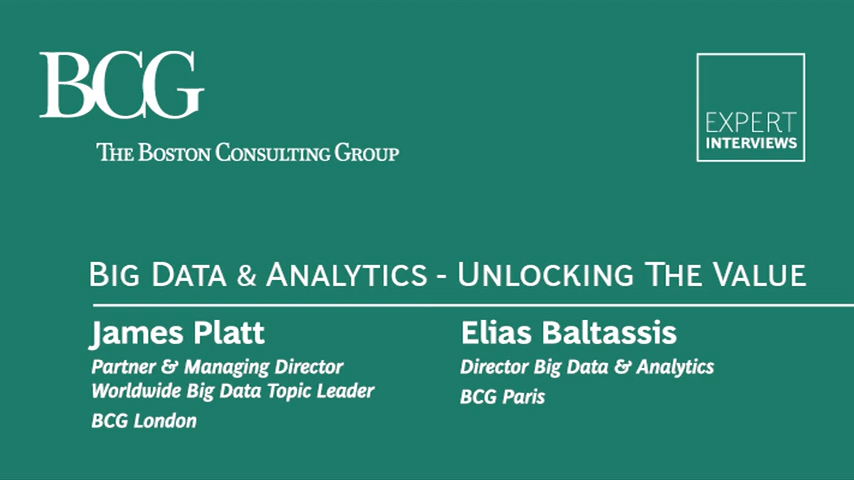 BCG
THE BOSTON CONSULTING GROUP
EXPERT
INTERVIEWS
BIG DATA & ANALYTICS - UNLOCKING THE VALUE
James Platt
Partner & Managing Director
Worldwide Big Data Topic Leader
BCG London
Elias Baltassis
Director Big Data & Analytics
BCG Paris